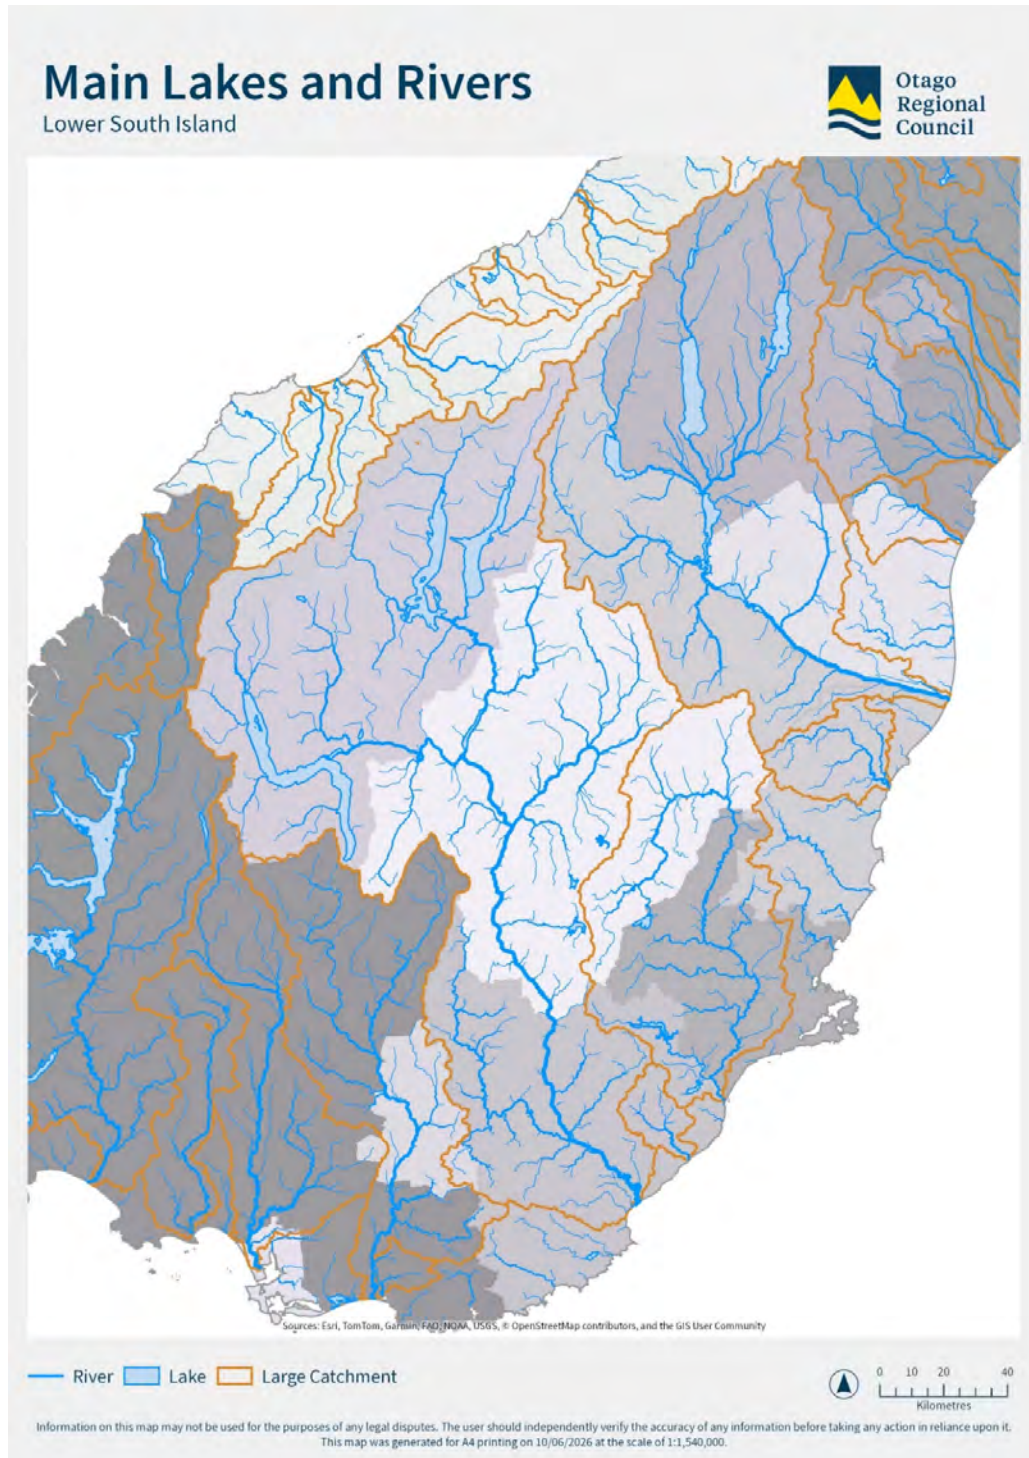 Main Lakes and Rivers
Lower South Island
Otago
Regional
Council
Sources: Esri, TomTom, Garmin, FAO, NOAA, USGS, © OpenStreetMap contributors, and the GIS User Community
River
Lake
Large Catchment
0 10 20 40
Kilometres
Information on this map may not be used for the purposes of any legal disputes. The user should independently verify the accuracy of any information before taking any action in reliance upon it.
This map was generated for A4 printing on 10/06/2026 at the scale of 1:1,540,000.